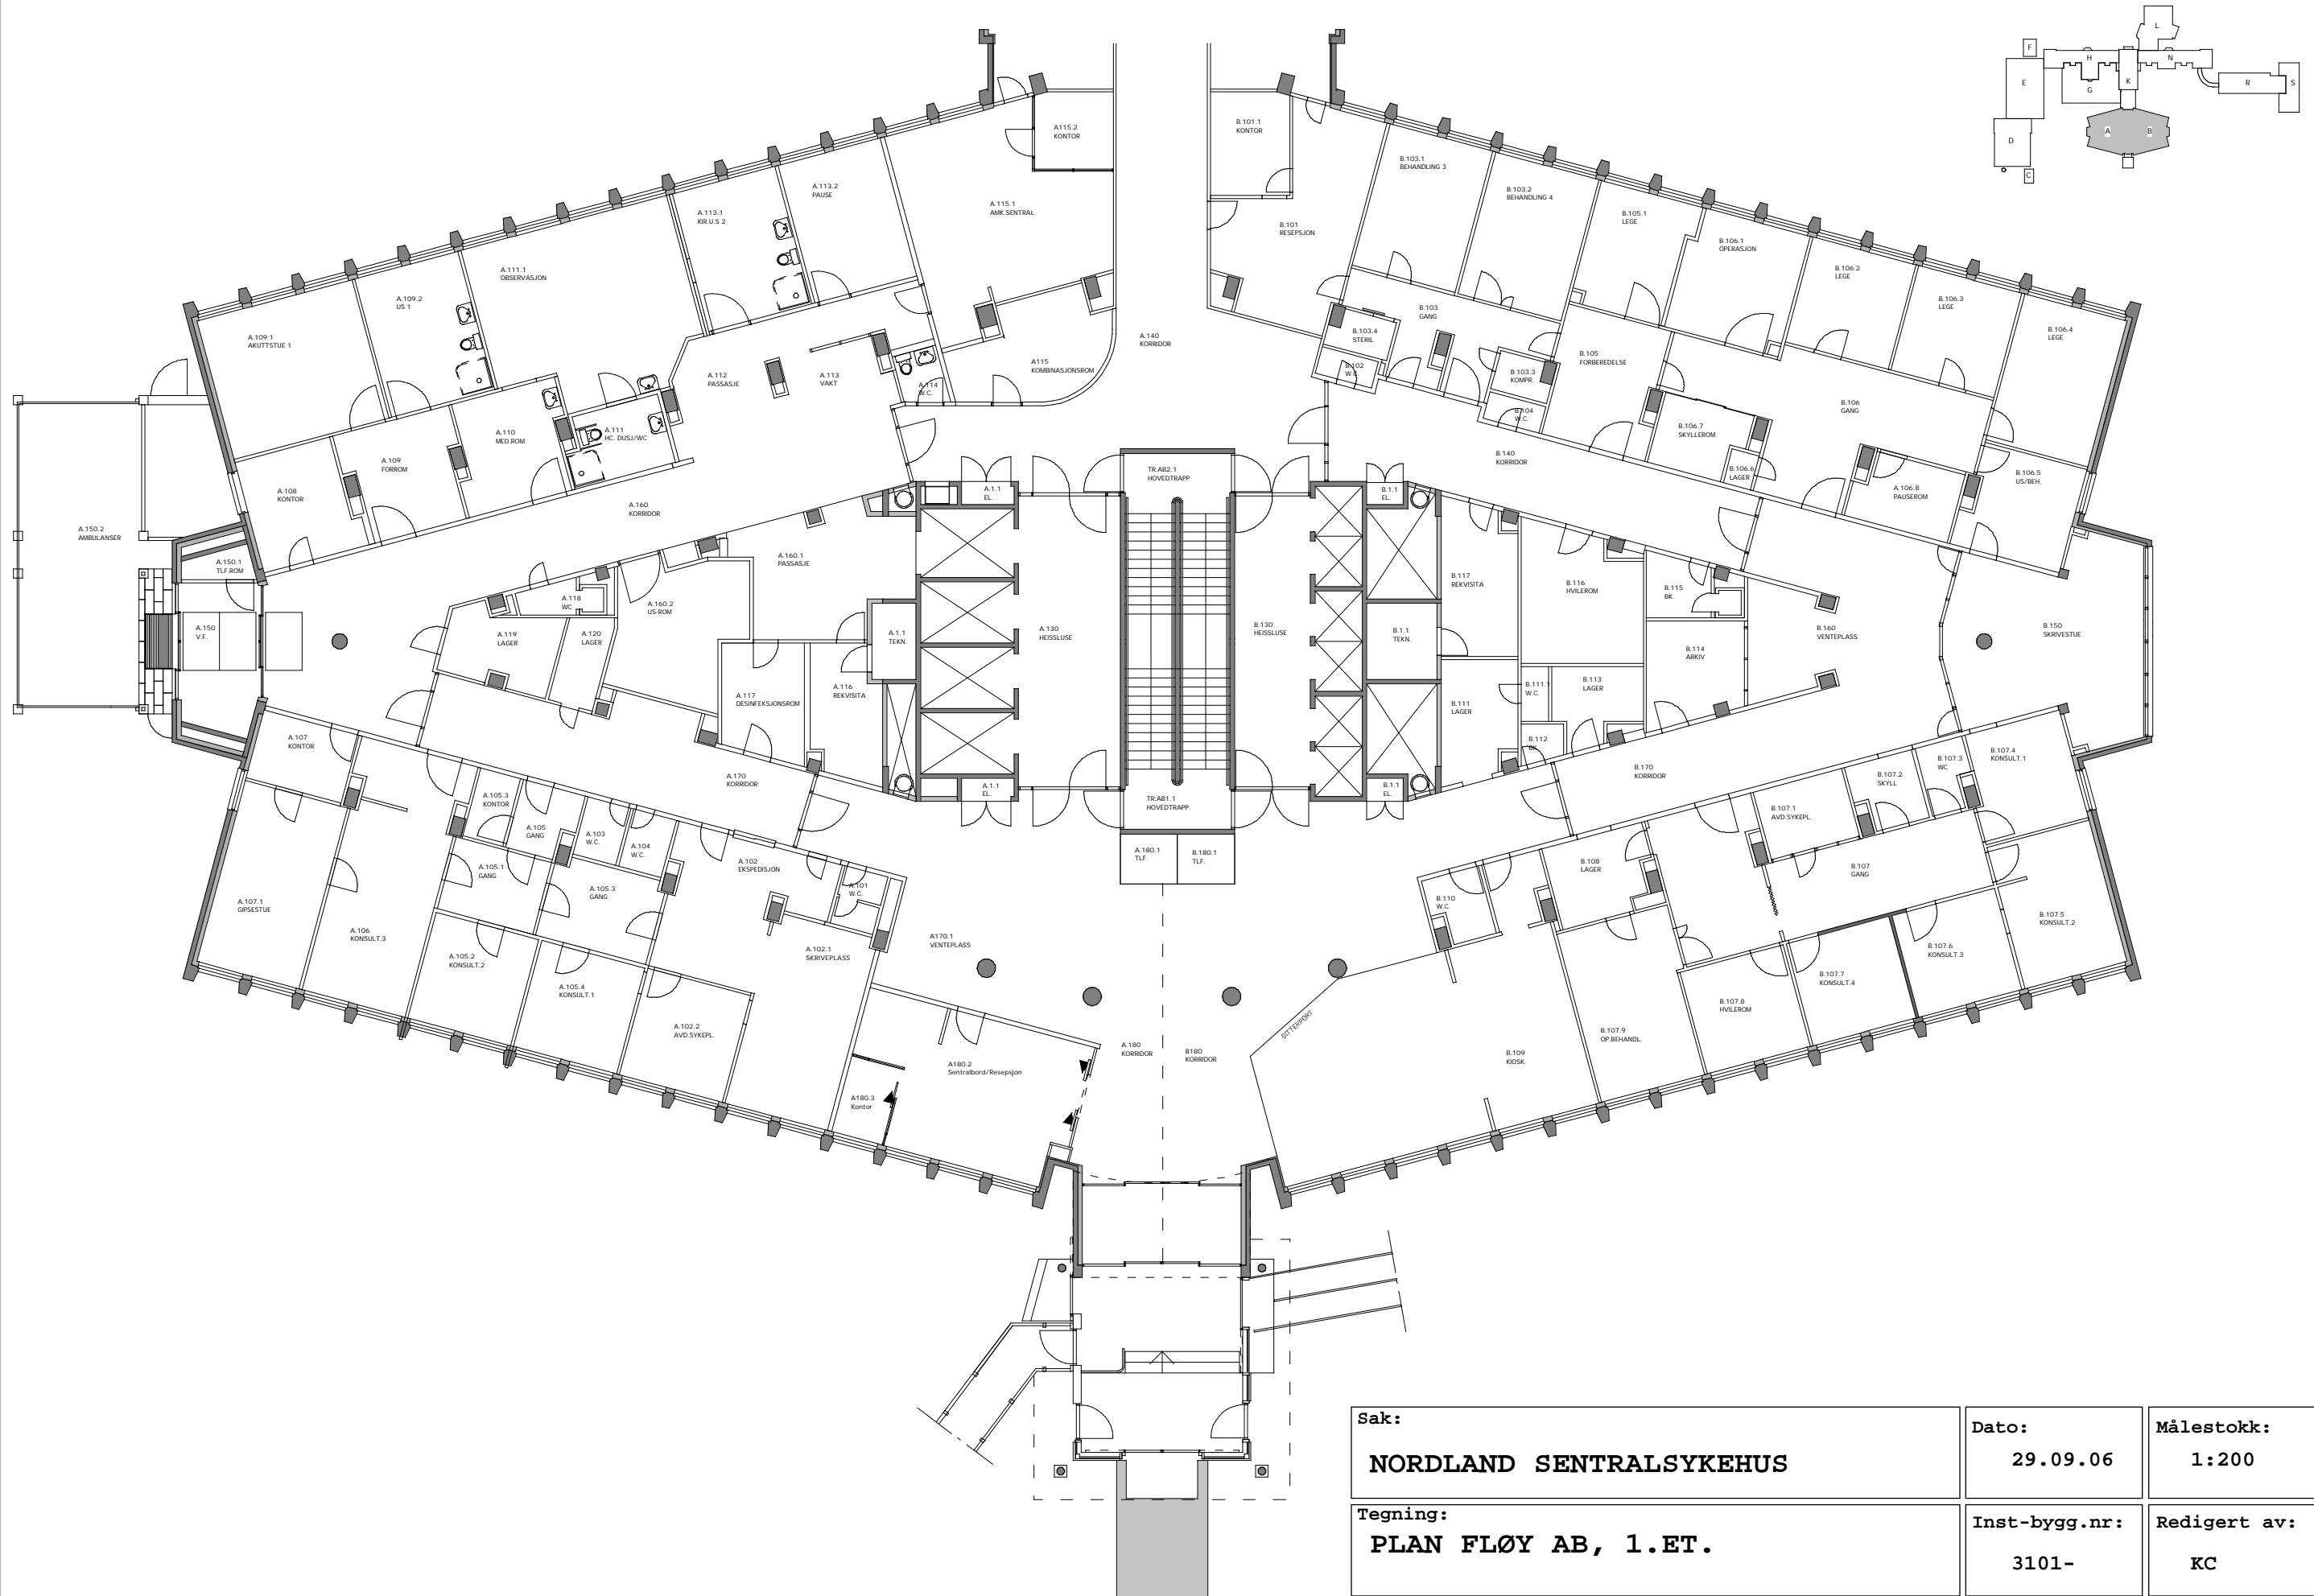 L
F
H
N
E
K
R
S
G
A
B
D
C
A115.2
KONTOR
B.101.1
KONTOR
B.103.1
BEHANDLING 3
A.113.2
PAUSE
B.103.2
BEHANDLING 4
A.113.1
KIR.U.S 2
A.115.1
AMK.SENTRAL
B.105.1
LEGE
B.101
RESEPSJON
B.106.1
OPERASJON
A.111.1
OBSERVASJON
B.106.2
LEGE
A.109.2
US 1
B.106.3
LEGE
B.103
GANG
A.109.1
AKUTTSTUE 1
A.140
KORRIDOR
B.103.4
STERIL
B.106.4
LEGE
A.112
PASSASJE
A.113
VAKT
A115
KOMBINASJONSROM
B.105
FORBEREDELSE
B.102
W.C.
B.103.3
KOMPR.
A.114
W.C.
B.104
W.C.
B.106
GANG
A.110
MED.ROM
A.111
HC. DUSJ/WC
B.106.7
SKYLLEROM
A.109
FORROM
B.140
KORRIDOR
TR.AB2.1
HOVEDTRAPP
B.106.6
LAGER
B.106.5
US/BEH.
A.108
KONTOR
A.1.1
EL.
B.1.1
EL.
B.106.8
A.106.8
PAUSEROM
A.160
KORRIDOR
A.150.2
AMBULANSER
A.160.1
PASSASJE
A.150.1
TLF.ROM
B.117
REKVISITA
B.116
HVILEROM
B.115
BK.
A.118
WC
A.160.2
US-ROM
A.150
V.F.
A.119
LAGER
A.120
LAGER
A.1.1
TEKN.
A.130
HEISSLUSE
B.130
HEISSLUSE
B.1.1
TEKN.
B.160
VENTEPLASS
B.150
SKRIVESTUE
B.114
ARKIV
A.117
DESINFEKSJONSROM
A.116
REKVISITA
B.111.1
W.C.
B.113
LAGER
B.111
LAGER
A.107
KONTOR
B.112
BK
A.170
KORRIDOR
B.170
KORRIDOR
B.107.4
KONSULT.1
B.107.3
WC
B.107.2
SKYLL
A.1.1
EL.
B.1.1
EL.
A.105.3
KONTOR
TR.AB1.1
HOVEDTRAPP
B.107.1
AVD.SYKEPL.
A.105
GANG
A.103
W.C.
A.104
W.C.
A.180.1
TLF.
B.180.1
TLF.
A.102
EKSPEDISJON
B.108
LAGER
A.105.1
GANG
B.107
GANG
A.105.3
GANG
A.101
W.C.
A.107.1
GIPSESTUE
B.110
W.C.
B.107.5
KONSULT.2
A.106
KONSULT.3
A170.1
VENTEPLASS
A.102.1
SKRIVEPLASS
B.107.6
KONSULT.3
A.105.2
KONSULT.2
B.107.7
KONSULT.4
A.105.4
KONSULT.1
B.107.8
HVILEROM
GITTERPORT
A.102.2
AVD.SYKEPL.
B.107.9
OP.BEHANDL.
A.180
KORRIDOR
B180
KORRIDOR
B.109
KIOSK
A180.2
Sentralbord/Resepsjon
A180.3
Kontor
Sak:
NORDLAND SENTRALSYKEHUS
Dato:
29.09.06
Målestokk:
1:200
Tegning:
PLAN FLØY AB, 1.ET.
Inst-bygg.nr:
3101-
Redigert av:
KC